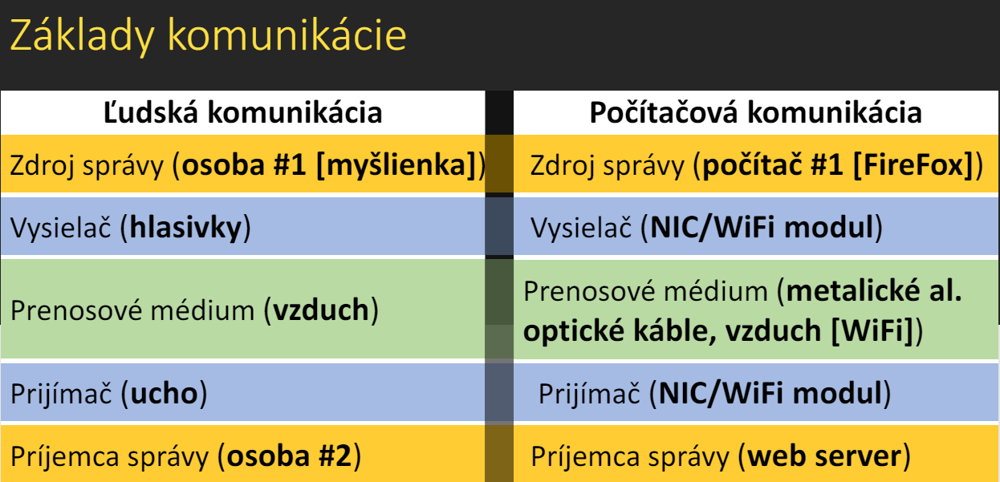 Základy komunikácie
Ľudská komunikácia
Počítačová komunikácia
Zdroj správy (osoba #1 [myšlienka])
Zdroj správy (počítač #1 [FireFox])
Vysielač (hlasivky)
Vysielač (NIC/WiFi modul)
Prenosové médium (vzduch)
Prenosové médium (metalické al.
optické káble, vzduch [WiFi])
Prijímač (ucho)
Prijímač (NIC/WiFi modul)
Príjemca správy (osoba #2)
Príjemca správy (web server)